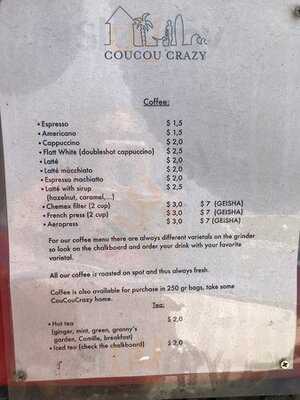 COUCOU CRAZY
Coffee:
• Espresso $ 1,5
• Americano $ 1,5
• Cappuccino $ 2,0
• Flatt White (doubleshot cappuccino) $ 2,5
• Latté $ 2,0
• Latté macchiato $ 2,0
• Espresso machiatto $ 2,0
• Latté with sirup $ 2,5
(hazelnut, caramel,...)
• Chemex filter (2 cup) $ 3,0 $ 7 (GEISHA)
• French press (2 cup) $ 3,0 $ 7 (GEISHA)
• Aeropress $ 3,0 $ 7 (GEISHA)
For our coffee menu there are always different varietals on the grinder
so look on the chalkboard and order your drink with your favorite
varietal.
All our coffee is roasted on spot and thus always fresh.
Coffee is also available for purchase in 250 gr bags, take some
CouCouCrazy home.
Tea:
• Hot tea $ 2,0
(ginger, mint, green, granny's
garden, Camille, breakfast)
• Iced tea (check the chalkboard) $ 2,0